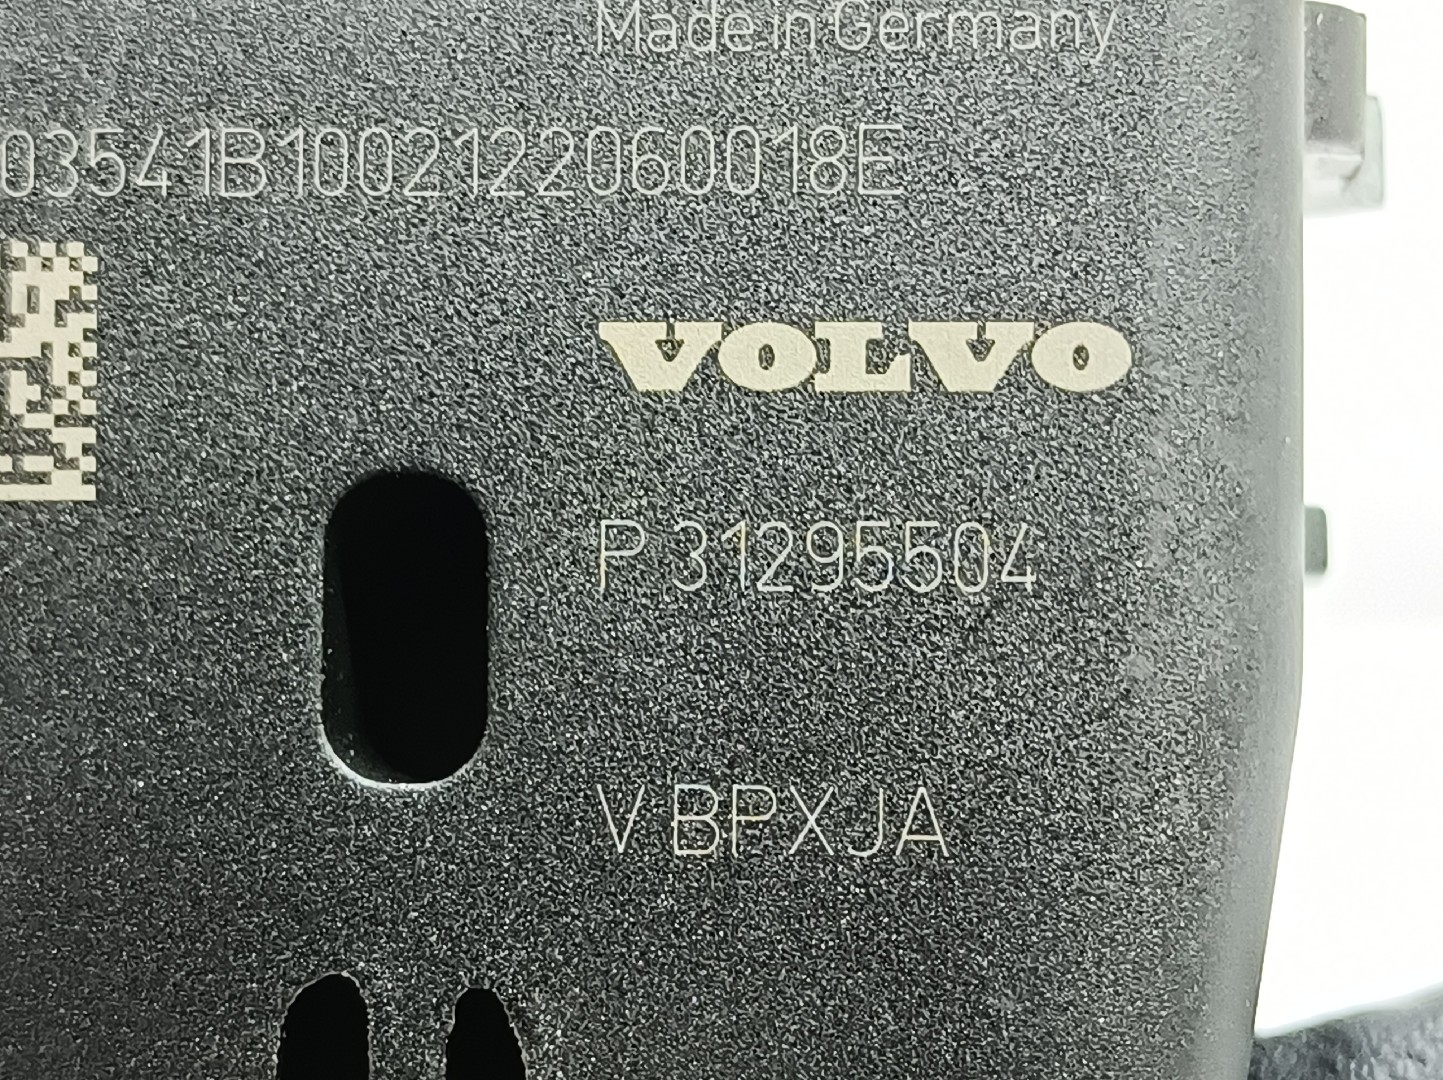 Made in Germany
03541B1002122060018E
VOLVO
P 31295504
V BPXJA